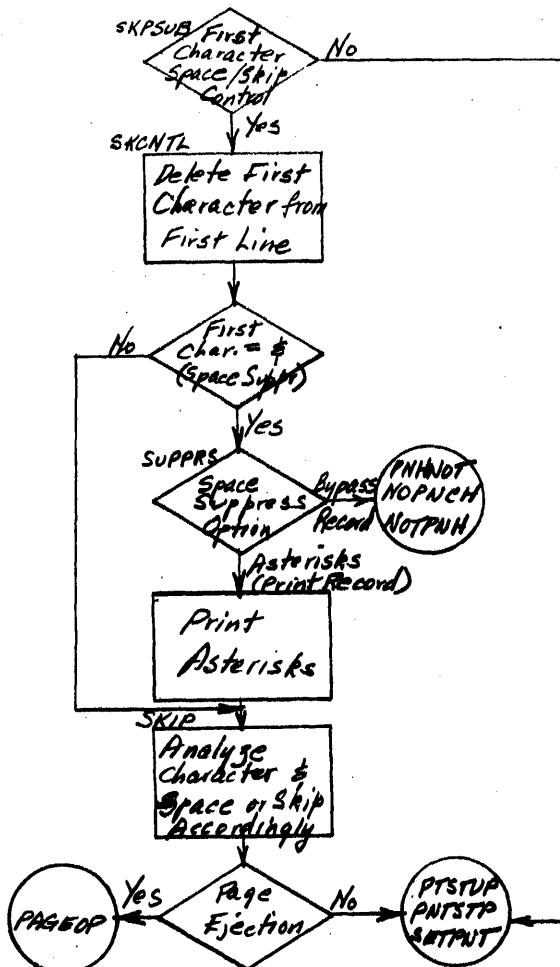 SKPSUB
First
Character
Space/Skip
Control
No
Yes
SKCNTL
Delete First
Character from
First Line
First
Char. = &
(Space Suppr)
No
Yes
SUPPRS
Space
Suppress
Option
Bypass
Record
PNHNOT
NOPNCH
NOTPNH
Asterisks
(Print Record)
Print
Asterisks
SKIP
Analyze
Character &
Space or Skip
Accordingly
Page
Ejection
Yes
PAGEOP
No
PTSTUP
PNTSTP